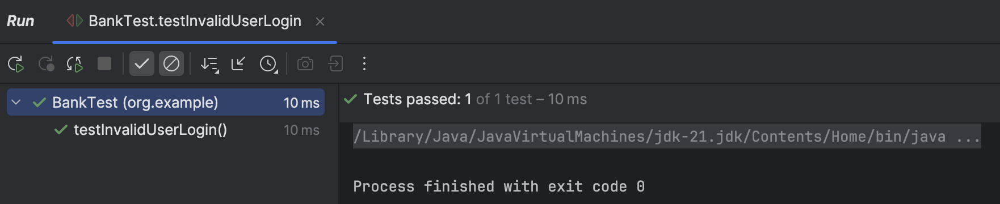 Run BankTest.testInvalidUserLogin
BankTest (org.example) 10 ms
testInvalidUserLogin() 10 ms
Tests passed: 1 of 1 test – 10 ms
/Library/Java/JavaVirtualMachines/jdk-21.jdk/Contents/Home/bin/java ...
Process finished with exit code 0